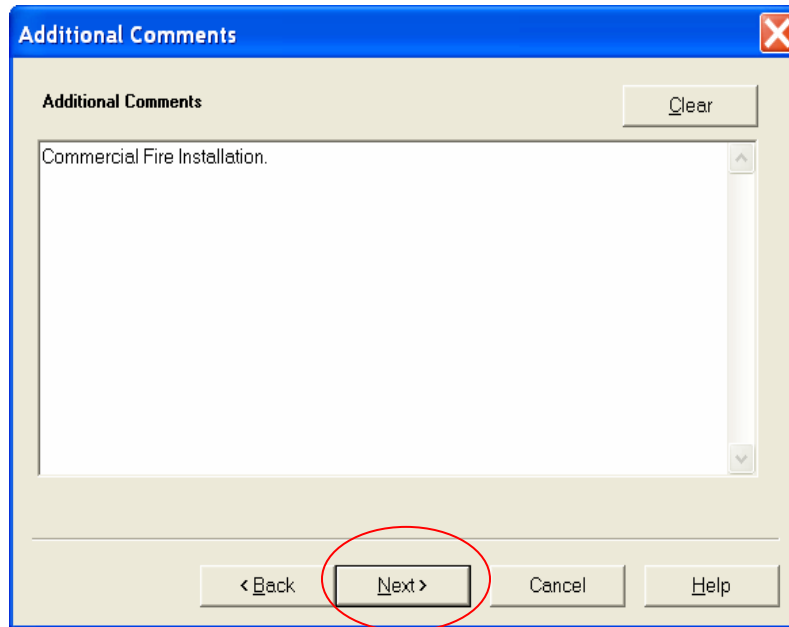 Additional Comments
Additional Comments
Clear
Commercial Fire Installation.
< Back
Next >
Cancel
Help